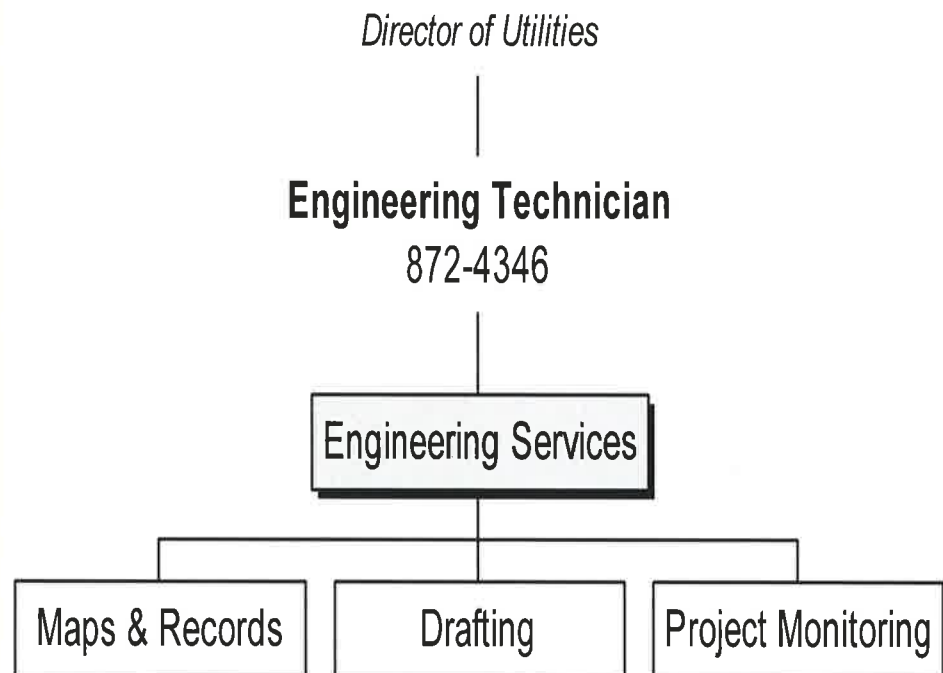 Director of Utilities
Engineering Technician
872-4346
Engineering Services
Maps & Records
Drafting
Project Monitoring